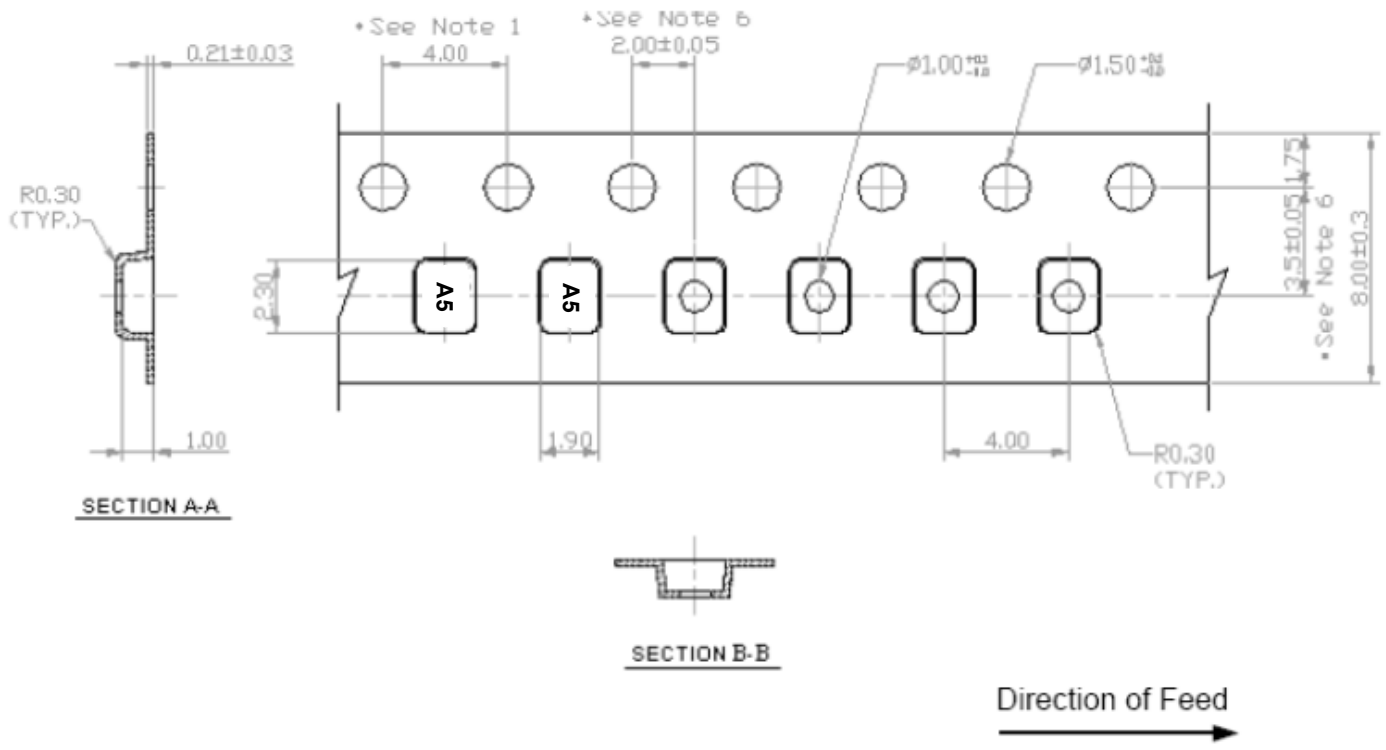 •See Note 1
•See Note 6
0.21±0.03
4.00
2.00±0.05
Ø1.00
Ø1.50
1.75
R0.30
(TYP.)
3.5±0.05
•See Note 6
8.00±0.3
2.30
A5
A5
1.00
1.90
4.00
R0.30
(TYP.)
SECTION A-A
SECTION B-B
Direction of Feed